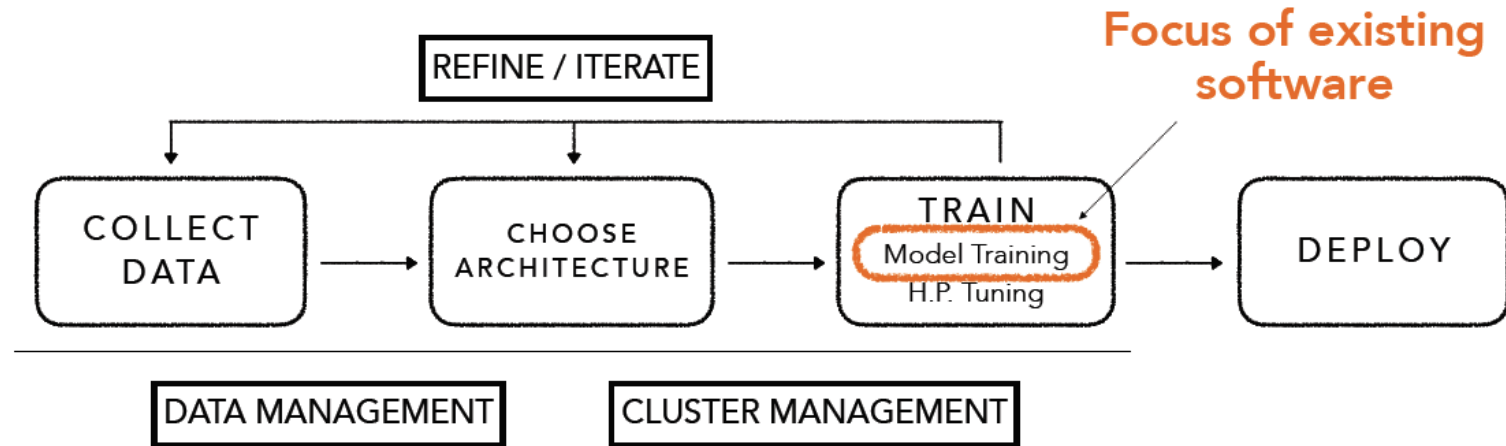 Focus of existing
software
REFINE / ITERATE
COLLECT
DATA
CHOOSE
ARCHITECTURE
TRAIN
Model Training
H.P. Tuning
DEPLOY
DATA MANAGEMENT
CLUSTER MANAGEMENT